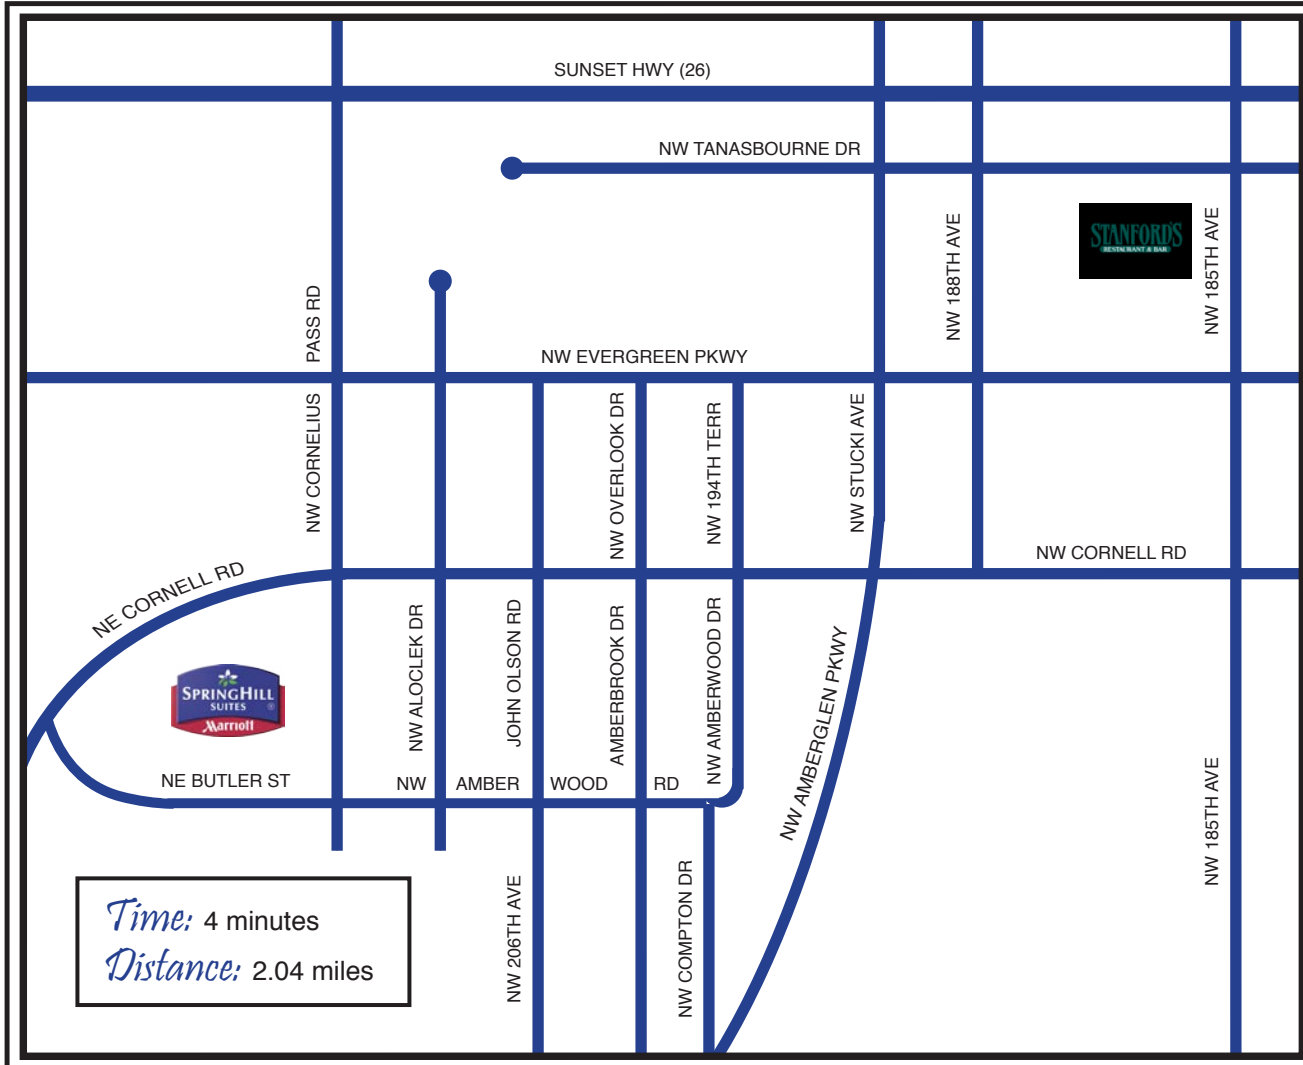 SUNSET HWY (26)
NW TANASBOURNE DR
STANFORD'S
RESTAURANT & BAR
NW 188TH AVE
NW 185TH AVE
PASS RD
NW EVERGREEN PKWY
NW CORNELIUS
NW OVERLOOK DR
NW 194TH TERR
NW STUCKI AVE
NW CORNELL RD
NE CORNELL RD
NW ALOCLEK DR
JOHN OLSON RD
AMBERBROOK DR
NW AMBERWOOD DR
NW AMBERGLEN PKWY
SPRINGHILL
SUITES
®
Marriott
NE BUTLER ST
NW AMBER WOOD RD
NW 185TH AVE
NW 206TH AVE
NW COMPTON DR
Time: 4 minutes
Distance: 2.04 miles